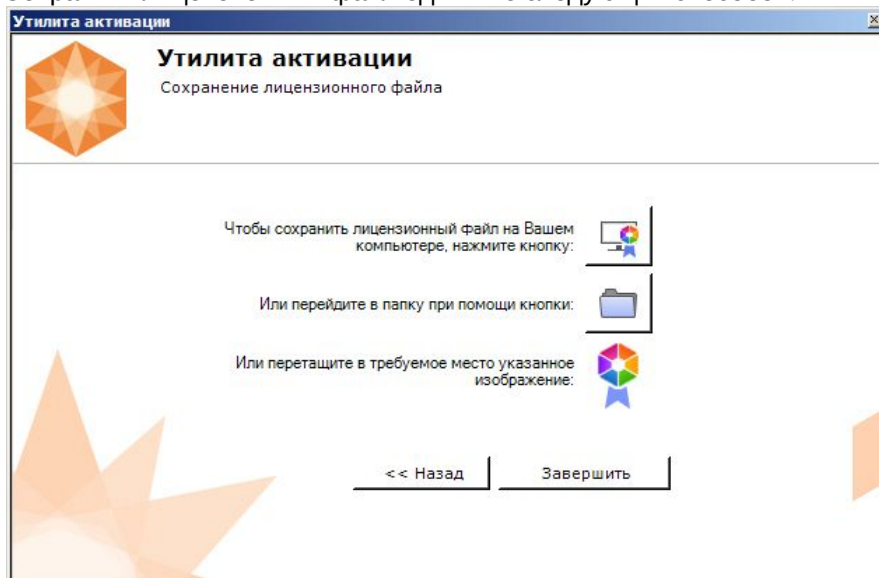 Утилита активации
Утилита активации
Сохранение лицензионного файла
Чтобы сохранить лицензионный файл на Вашем
компьютере, нажмите кнопку:
Или перейдите в папку при помощи кнопки:
Или перетащите в требуемое место указанное
изображение:
<< Назад
Завершить